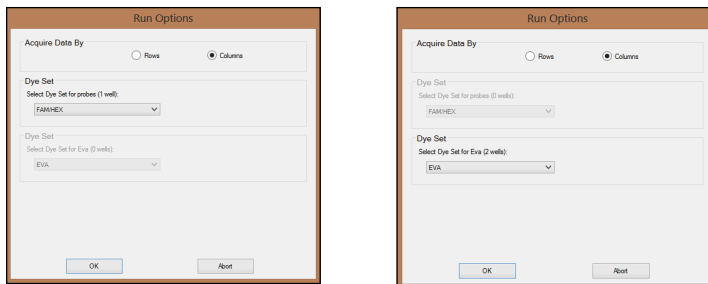 Run Options
Acquire Data By
Rows Columns
Dye Set
Select Dye Set for probes (1 well):
FAM/HEX
Dye Set
Select Dye Set for Eva (0 wells):
EVA
OK Abort
Run Options
Acquire Data By
Rows Columns
Dye Set
Select Dye Set for probes (0 wells):
FAM/HEX
Dye Set
Select Dye Set for Eva (2 wells):
EVA
OK Abort